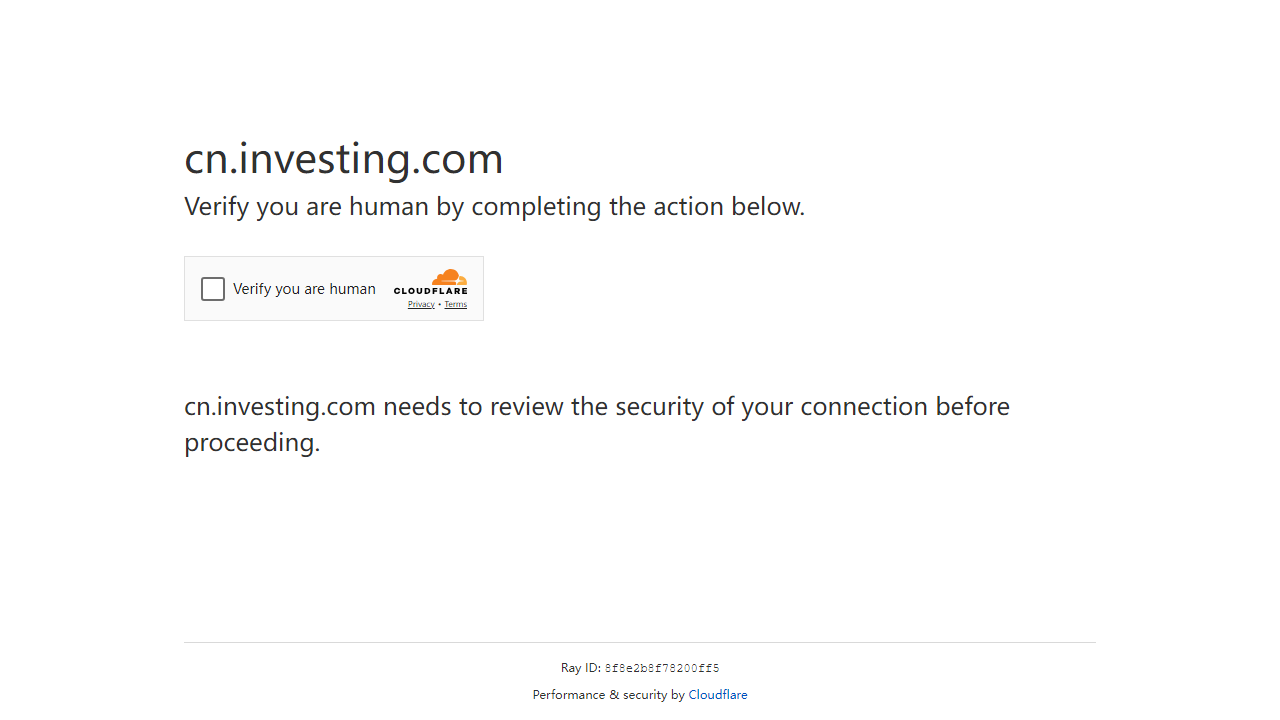 cn.investing.com
Verify you are human by completing the action below.
Verify you are human
CLOUDFLARE
Privacy • Terms
cn.investing.com needs to review the security of your connection before
proceeding.
Ray ID: 8f8e2b8f78200ff5
Performance & security by Cloudflare